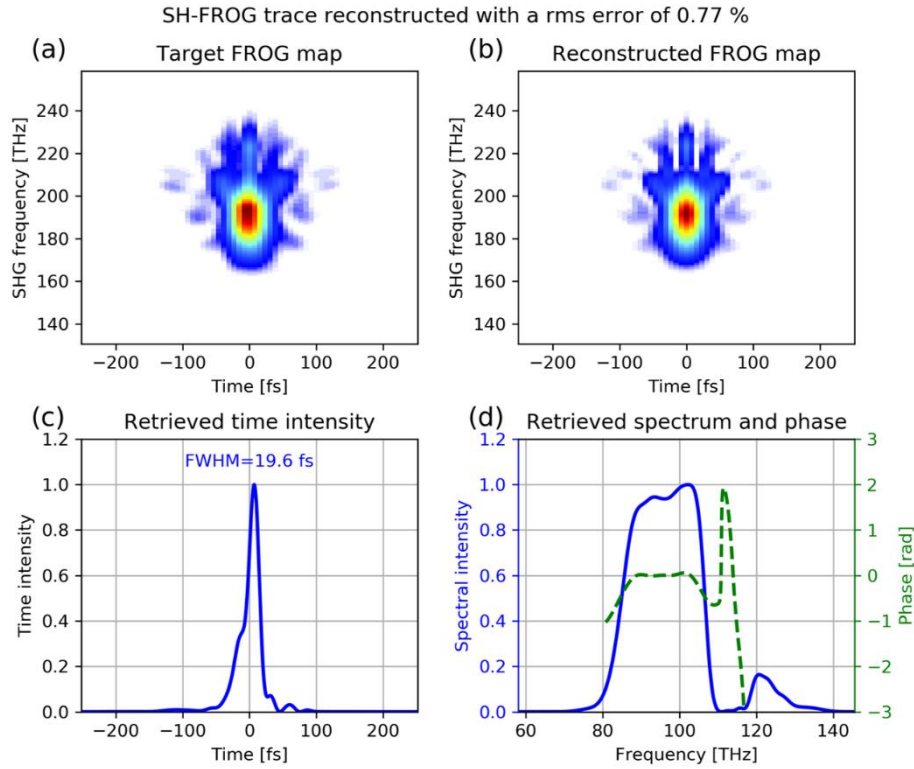 SH-FROG trace reconstructed with a rms error of 0.77 %
(a)
Target FROG map
SHG frequency [THz]
240
220
200
180
160
140
−200 −100 0 100 200
Time [fs]
(b)
Reconstructed FROG map
SHG frequency [THz]
240
220
200
180
160
140
−200 −100 0 100 200
Time [fs]
(c)
Retrieved time intensity
Time intensity
1.2
1.0
0.8
0.6
0.4
0.2
0.0
FWHM=19.6 fs
−200 −100 0 100 200
Time [fs]
(d)
Retrieved spectrum and phase
Spectral intensity
1.2
1.0
0.8
0.6
0.4
0.2
0.0
60 80 100 120 140
Frequency [THz]
3
2
1
0
−1
−2
−3
Phase [rad]